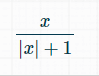 x
|x| + 1